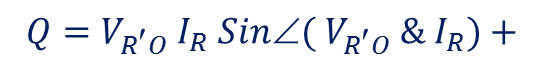 Q = V_{R'O} I_R Sin∠( V_{R'O} & I_R) +